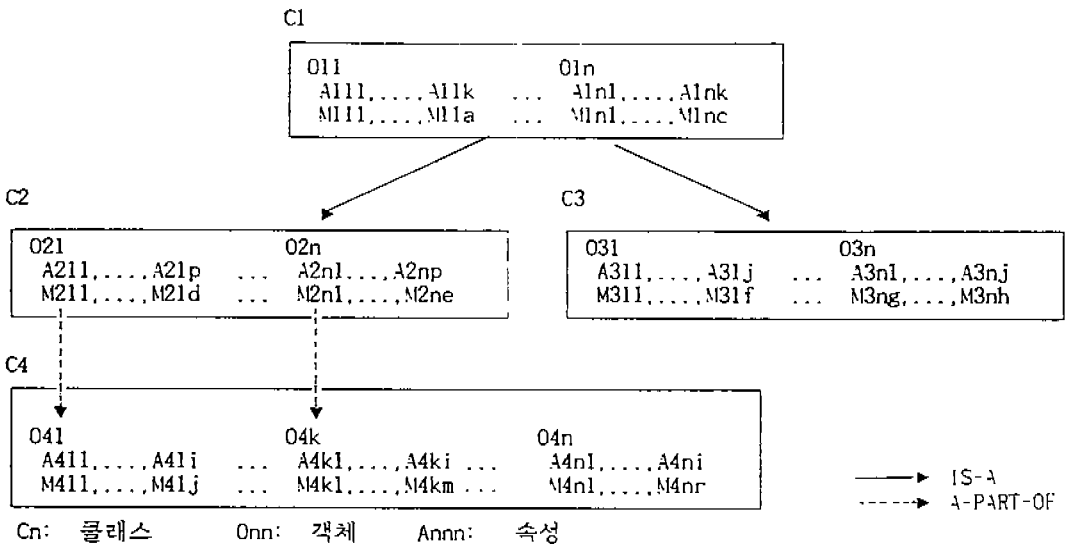 C1
O11 O1n
A111,....,A11k ... A1n1,....,A1nk
M111,....,M11a ... M1n1,....,M1nc
C2 C3
O21 O2n O31 O3n
A211,....,A21p ... A2n1...,A2np A311,....,A31j ... A3n1,....,A3nj
M211,....,M21d ... M2n1,....,M2ne M311,....,M31f ... M3ng,...,M3nh
C4
O41 O4k O4n
A411,....,A41i ... A4k1,....,A4ki ... A4n1,....,A4ni
M411,....,M41j ... M4k1,....,M4km ... M4n1,....,M4nr
IS-A
A-PART-OF
Cn: 클래스 Onn: 객체 Annn: 속성